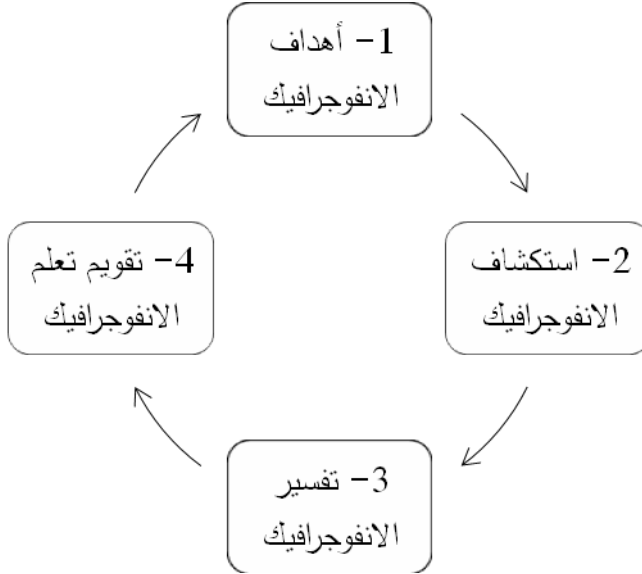 1- أهداف
الانفوجرافيك
2- استكشاف
الانفوجرافيك
3- تفسير
الانفوجرافيك
4- تقويم تعلم
الانفوجرافيك